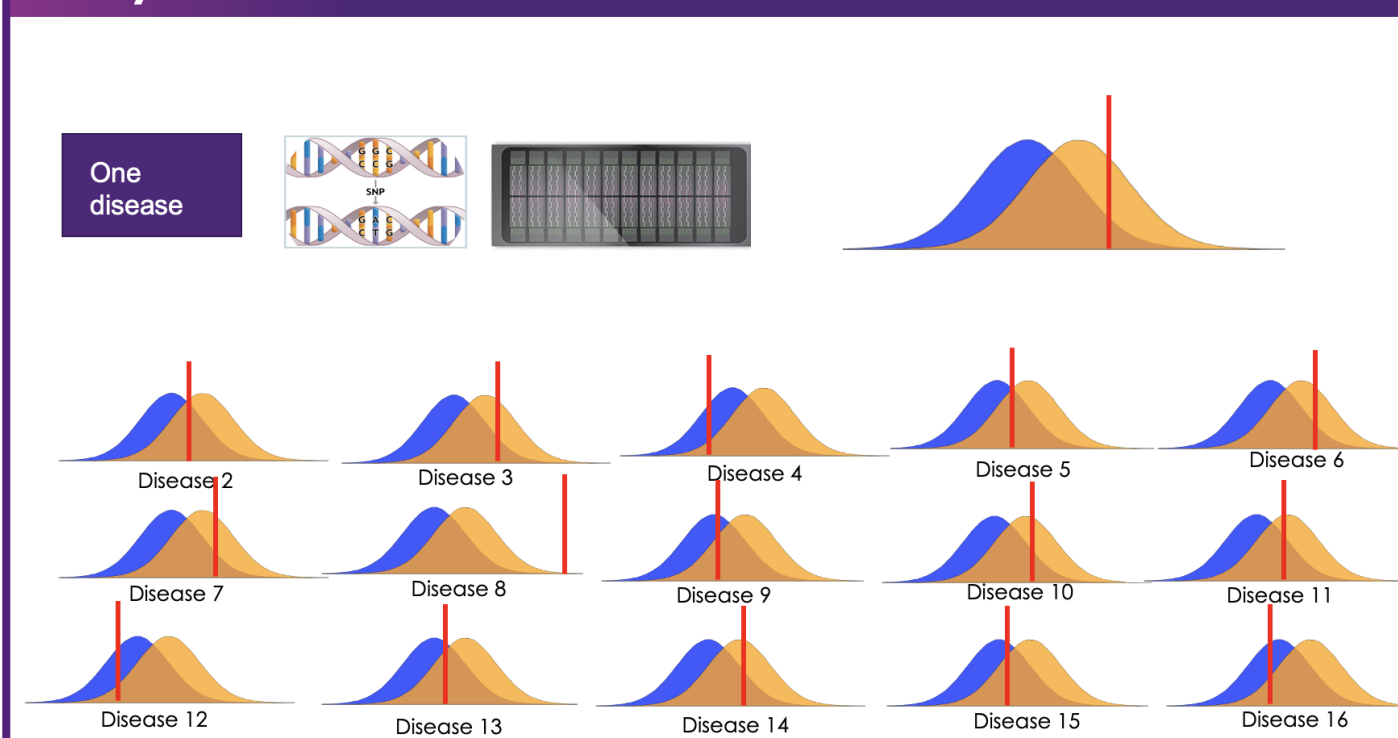 One
disease
G G C
C C G
SNP
G A C
C T G
Disease 2
Disease 3
Disease 4
Disease 5
Disease 6
Disease 7
Disease 8
Disease 9
Disease 10
Disease 11
Disease 12
Disease 13
Disease 14
Disease 15
Disease 16